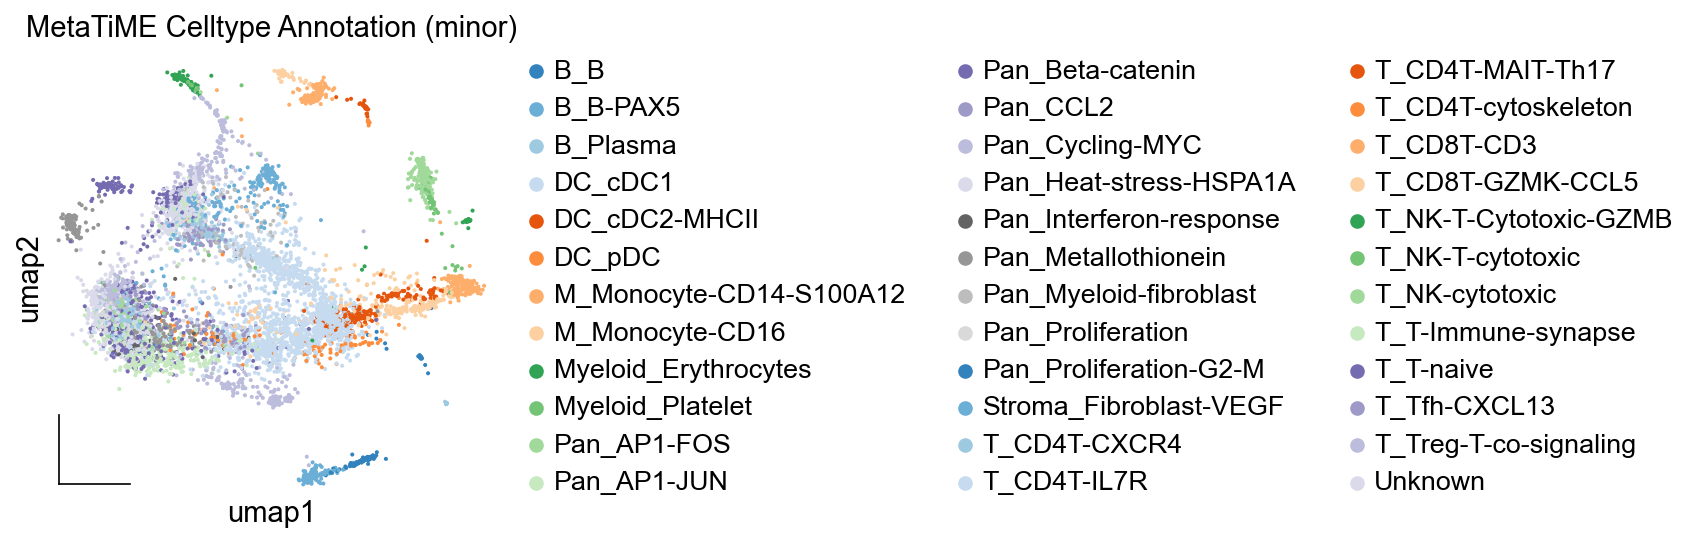 MetaTiME Celltype Annotation (minor)
umap2
umap1
B_B
B_B-PAX5
B_Plasma
DC_cDC1
DC_cDC2-MHCII
DC_pDC
M_Monocyte-CD14-S100A12
M_Monocyte-CD16
Myeloid_Erythrocytes
Myeloid_Platelet
Pan_AP1-FOS
Pan_AP1-JUN
Pan_Beta-catenin
Pan_CCL2
Pan_Cycling-MYC
Pan_Heat-stress-HSPA1A
Pan_Interferon-response
Pan_Metallothionein
Pan_Myeloid-fibroblast
Pan_Proliferation
Pan_Proliferation-G2-M
Stroma_Fibroblast-VEGF
T_CD4T-CXCR4
T_CD4T-IL7R
T_CD4T-MAIT-Th17
T_CD4T-cytoskeleton
T_CD8T-CD3
T_CD8T-GZMK-CCL5
T_NK-T-Cytotoxic-GZMB
T_NK-T-cytotoxic
T_NK-cytotoxic
T_T-Immune-synapse
T_T-naive
T_Tfh-CXCL13
T_Treg-T-co-signaling
Unknown